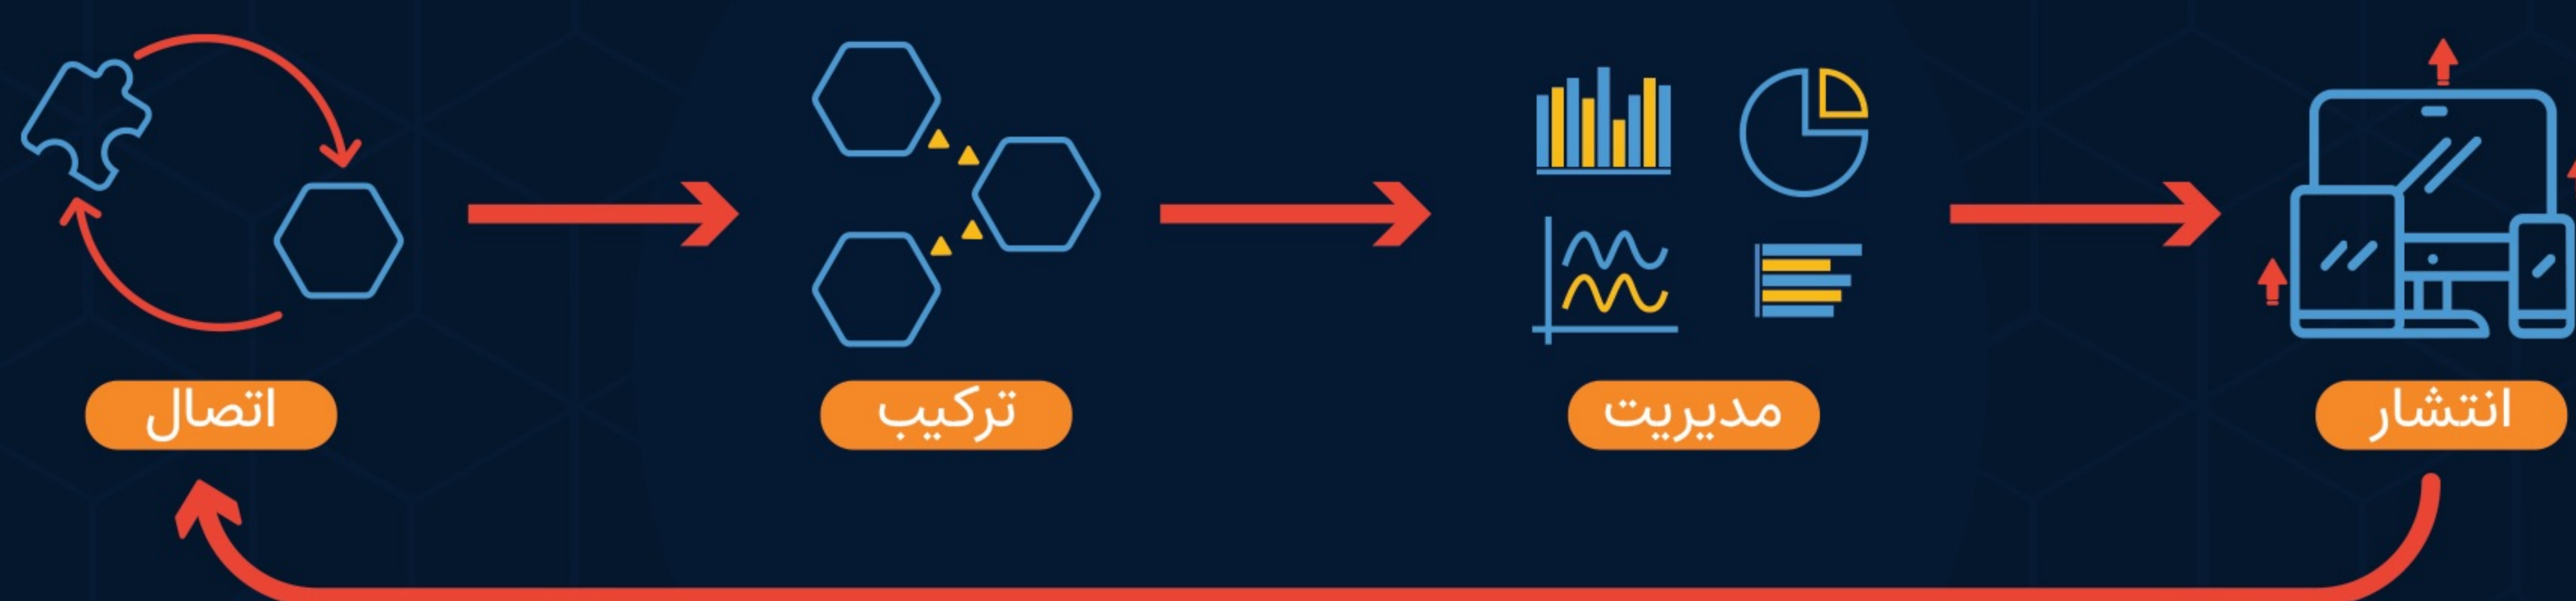 اتصال
ترکیب
مدیریت
انتشار